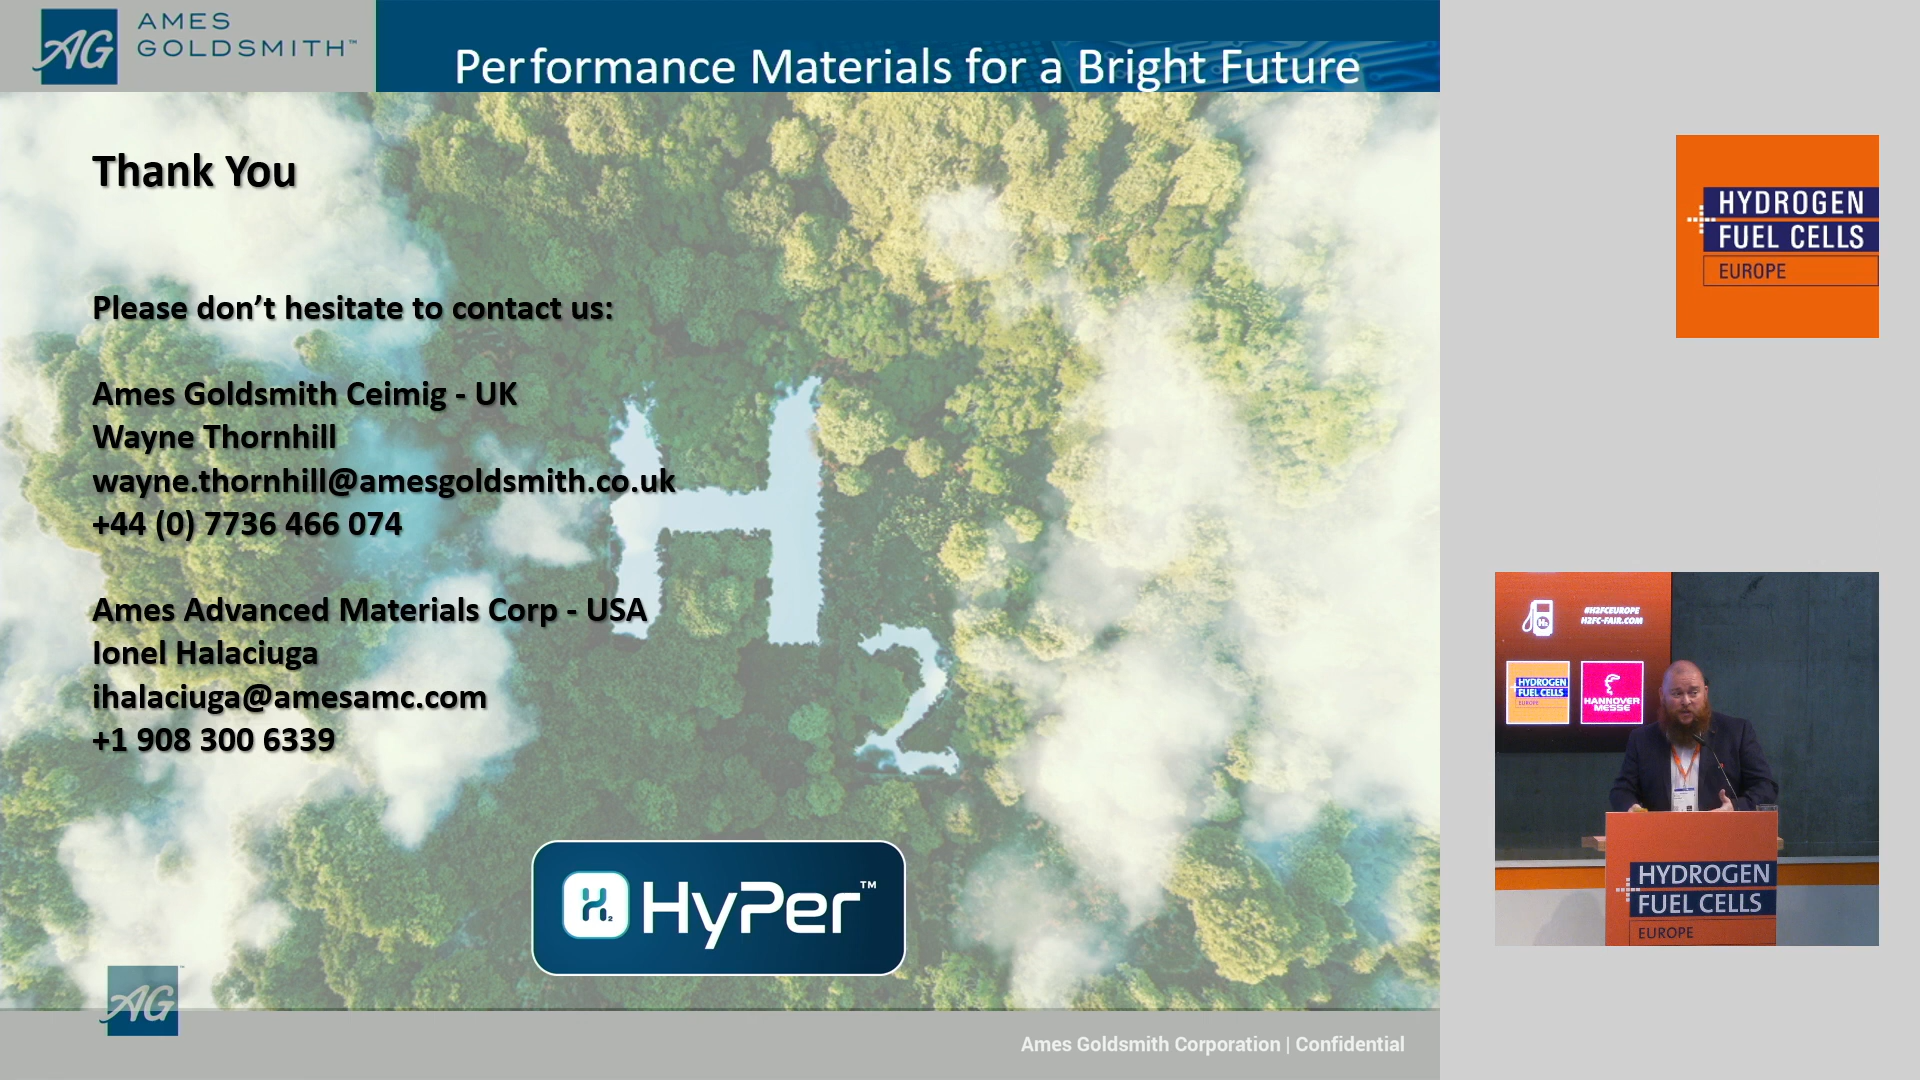 AG
AMES
GOLDSMITH™
Performance Materials for a Bright Future
Thank You
Please don't hesitate to contact us:
Ames Goldsmith Ceimig - UK
Wayne Thornhill
wayne.thornhill@amesgoldsmith.co.uk
+44 (0) 7736 466 074
Ames Advanced Materials Corp - USA
Ionel Halaciuga
ihalaciuga@amesamc.com
+1 908 300 6339
H2
H2 HyPer™
AG
Ames Goldsmith Corporation | Confidential
HYDROGEN
FUEL CELLS
EUROPE
H2
#H2FCEUROPE
H2FC-FAIR.COM
HYDROGEN
FUEL CELLS
EUROPE
HANNOVER
MESSE
HYDROGEN
FUEL CELLS
EUROPE